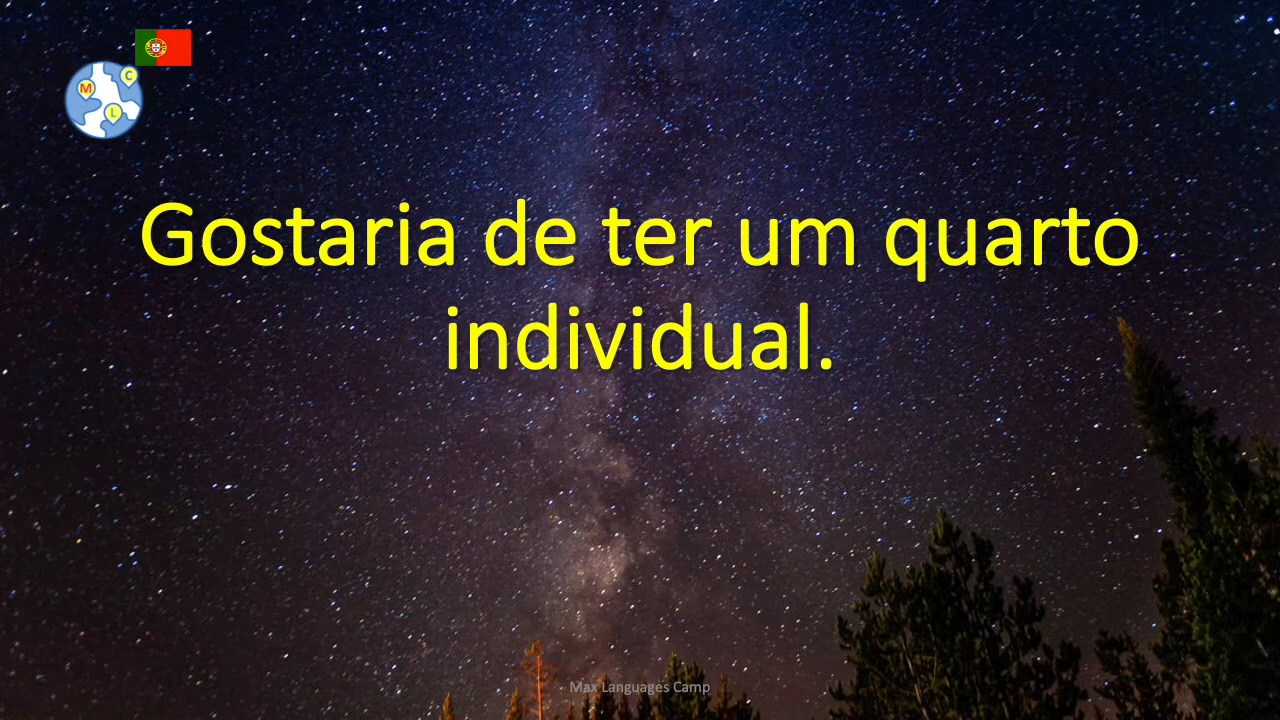 M
C
L
Gostaria de ter um quarto
individual.
Max Languages Camp